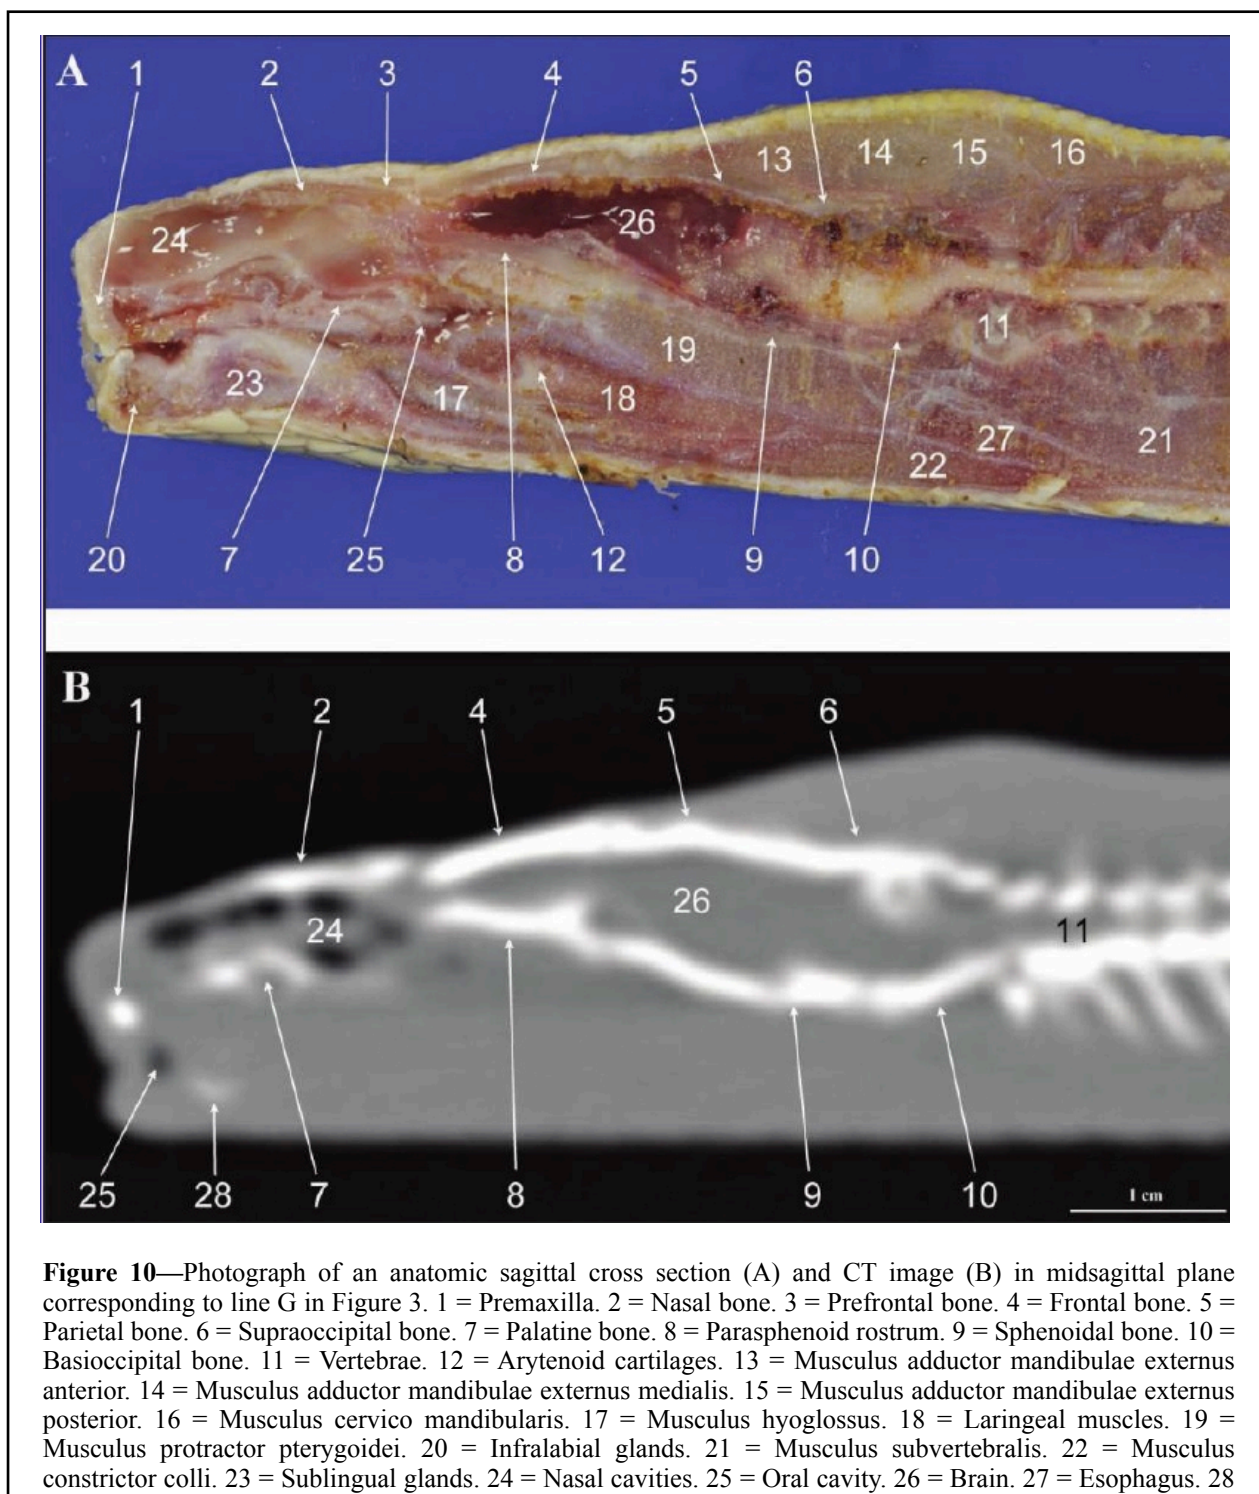 A 1 2 3 4 5 6
13 14 15 16
24 26
11
19
23 17 18
27 21
22
20 7 25 8 12 9 10
B
1 2 4 5 6
26
24 11
25 28 7 8 9 10 1 cm
Figure 10—Photograph of an anatomic sagittal cross section (A) and CT image (B) in midsagittal plane
corresponding to line G in Figure 3. 1 = Premaxilla. 2 = Nasal bone. 3 = Prefrontal bone. 4 = Frontal bone. 5 =
Parietal bone. 6 = Supraoccipital bone. 7 = Palatine bone. 8 = Parasphenoid rostrum. 9 = Sphenoidal bone. 10 =
Basioccipital bone. 11 = Vertebrae. 12 = Arytenoid cartilages. 13 = Musculus adductor mandibulae externus
anterior. 14 = Musculus adductor mandibulae externus medialis. 15 = Musculus adductor mandibulae externus
posterior. 16 = Musculus cervico mandibularis. 17 = Musculus hyoglossus. 18 = Laringeal muscles. 19 =
Musculus protractor pterygoidei. 20 = Infralabial glands. 21 = Musculus subvertebralis. 22 = Musculus
constrictor colli. 23 = Sublingual glands. 24 = Nasal cavities. 25 = Oral cavity. 26 = Brain. 27 = Esophagus. 28